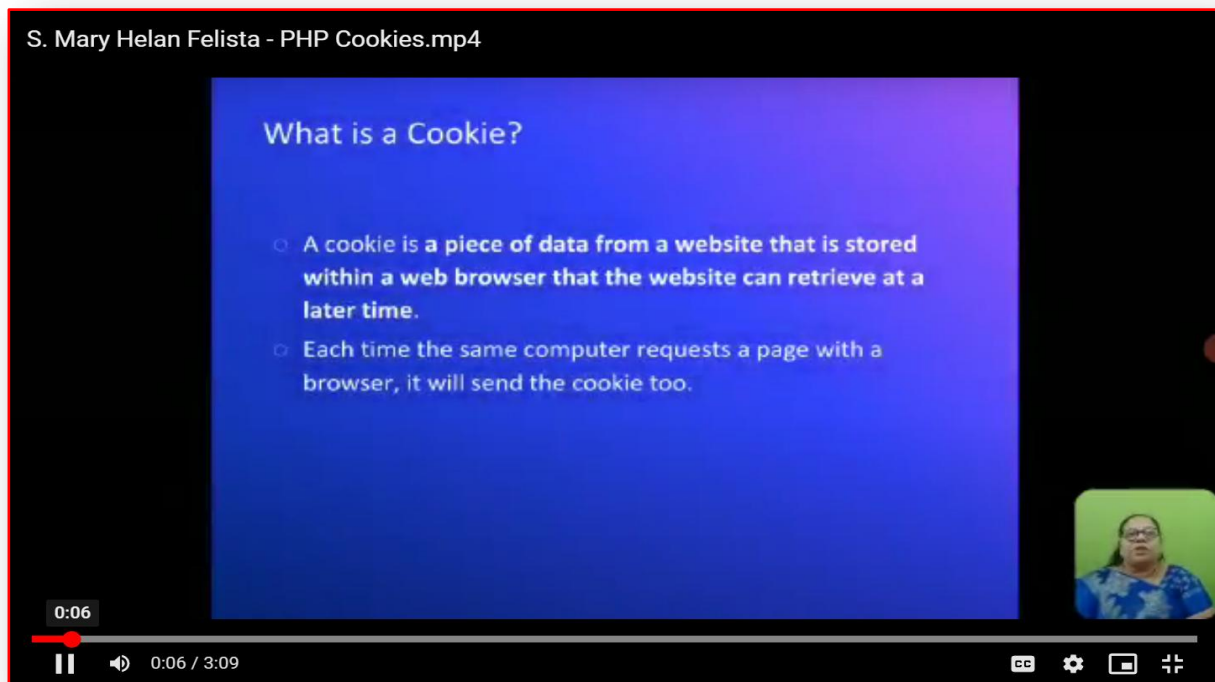 S. Mary Helan Felista - PHP Cookies.mp4
What is a Cookie?
A cookie is a piece of data from a website that is stored
within a web browser that the website can retrieve at a
later time.
Each time the same computer requests a page with a
browser, it will send the cookie too.
0:06
0:06 / 3:09
CC